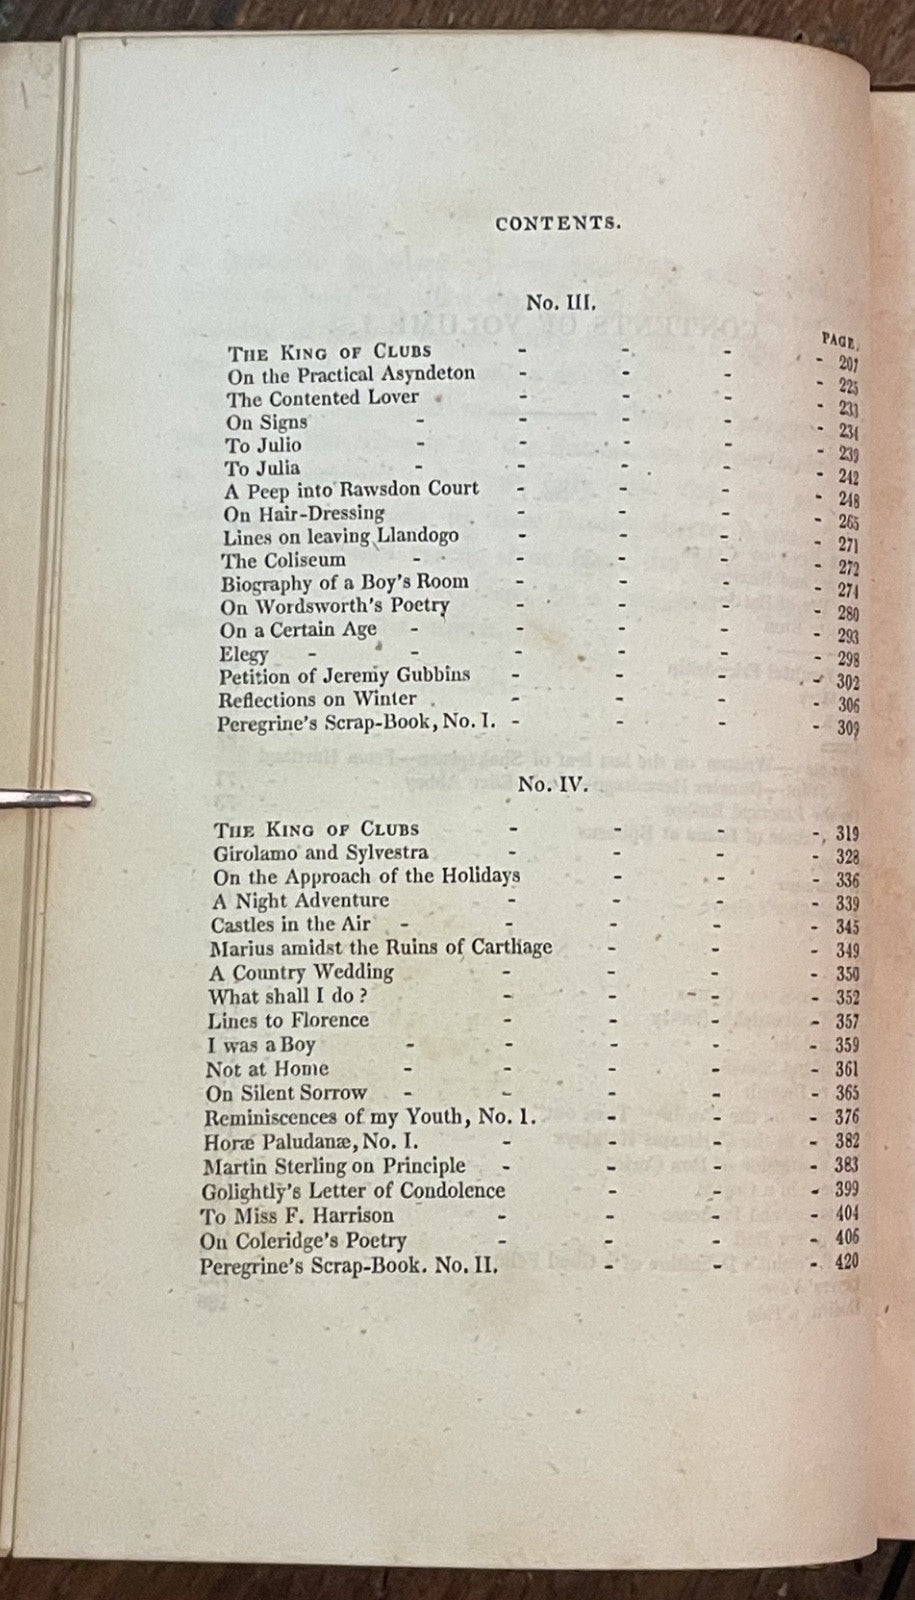 CONTENTS.
No. III.
PAGE.
THE KING OF CLUBS - - - - 207
On the Practical Asyndeton - - - - 225
The Contented Lover - - - - 233
On Signs - - - - - 234
To Julio - - - - - 239
To Julia - - - - - 242
A Peep into Rawsdon Court - - - - 248
On Hair-Dressing - - - - 265
Lines on leaving Llandogo - - - - 271
The Coliseum - - - - - 272
Biography of a Boy's Room - - - - 274
On Wordsworth's Poetry - - - - 280
On a Certain Age - - - - - 293
Elegy - - - - - - 298
Petition of Jeremy Gubbins - - - - 302
Reflections on Winter - - - - 306
Peregrine's Scrap-Book, No. I. - - - - 309
No. IV.
THE KING OF CLUBS - - - - 319
Girolamo and Sylvestra - - - - 328
On the Approach of the Holidays - - - 336
A Night Adventure - - - - 339
Castles in the Air - - - - - 345
Marius amidst the Ruins of Carthage - - - 349
A Country Wedding - - - - 350
What shall I do ? - - - - 352
Lines to Florence - - - - 357
I was a Boy - - - - - 359
Not at Home - - - - - 361
On Silent Sorrow - - - - - 365
Reminiscences of my Youth, No. 1. - - - 376
Horæ Paludanæ, No. I. - - - - 382
Martin Sterling on Principle - - - - 383
Golightly's Letter of Condolence - - - 399
To Miss F. Harrison - - - - 404
On Coleridge's Poetry - - - - 406
Peregrine's Scrap-Book. No. II. - - - 420